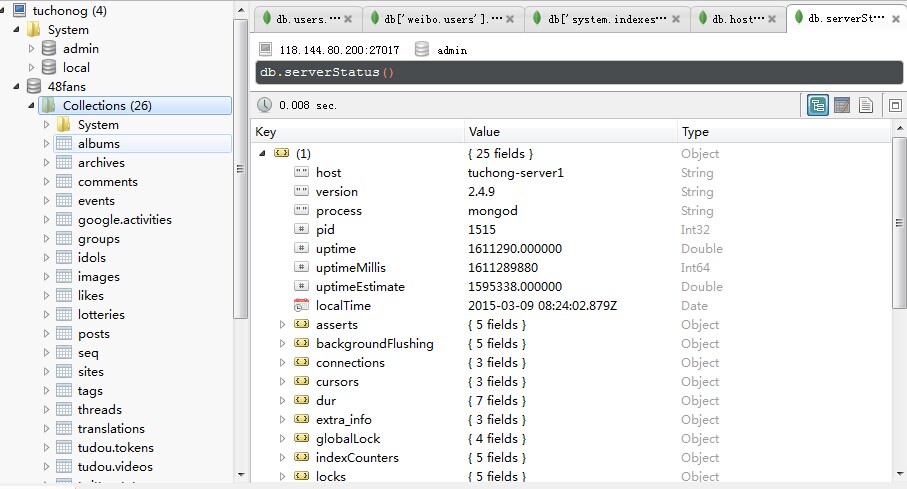 tuchonog (4)
System
admin
local
48fans
Collections (26)
System
albums
archives
comments
events
google.activities
groups
idols
images
likes
lotteries
posts
seq
sites
tags
threads
translations
tudou.tokens
tudou.videos
db.users.··· db['weibo.users'].··· db['system.indexes··· db.host··· db.serverSt···
118.144.80.200:27017 admin
db.serverStatus()
0.008 sec.
Key Value Type
(1) { 25 fields } Object
host tuchong-server1 String
version 2.4.9 String
process mongod String
pid 1515 Int32
uptime 1611290.000000 Double
uptimeMillis 1611289880 Int64
uptimeEstimate 1595338.000000 Double
localTime 2015-03-09 08:24:02.879Z Date
asserts { 5 fields } Object
backgroundFlushing { 5 fields } Object
connections { 3 fields } Object
cursors { 3 fields } Object
dur { 7 fields } Object
extra_info { 3 fields } Object
globalLock { 4 fields } Object
indexCounters { 5 fields } Object
locks { 5 fields } Object